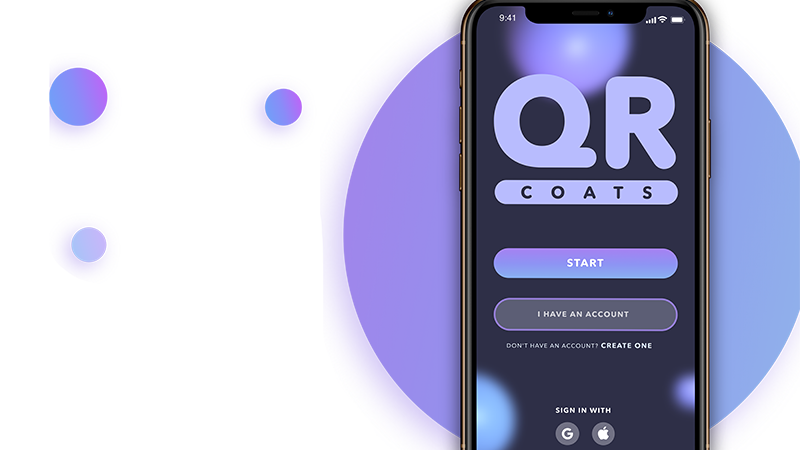 9:41
QR
COATS
START
I HAVE AN ACCOUNT
DON'T HAVE AN ACCOUNT? CREATE ONE
SIGN IN WITH
G